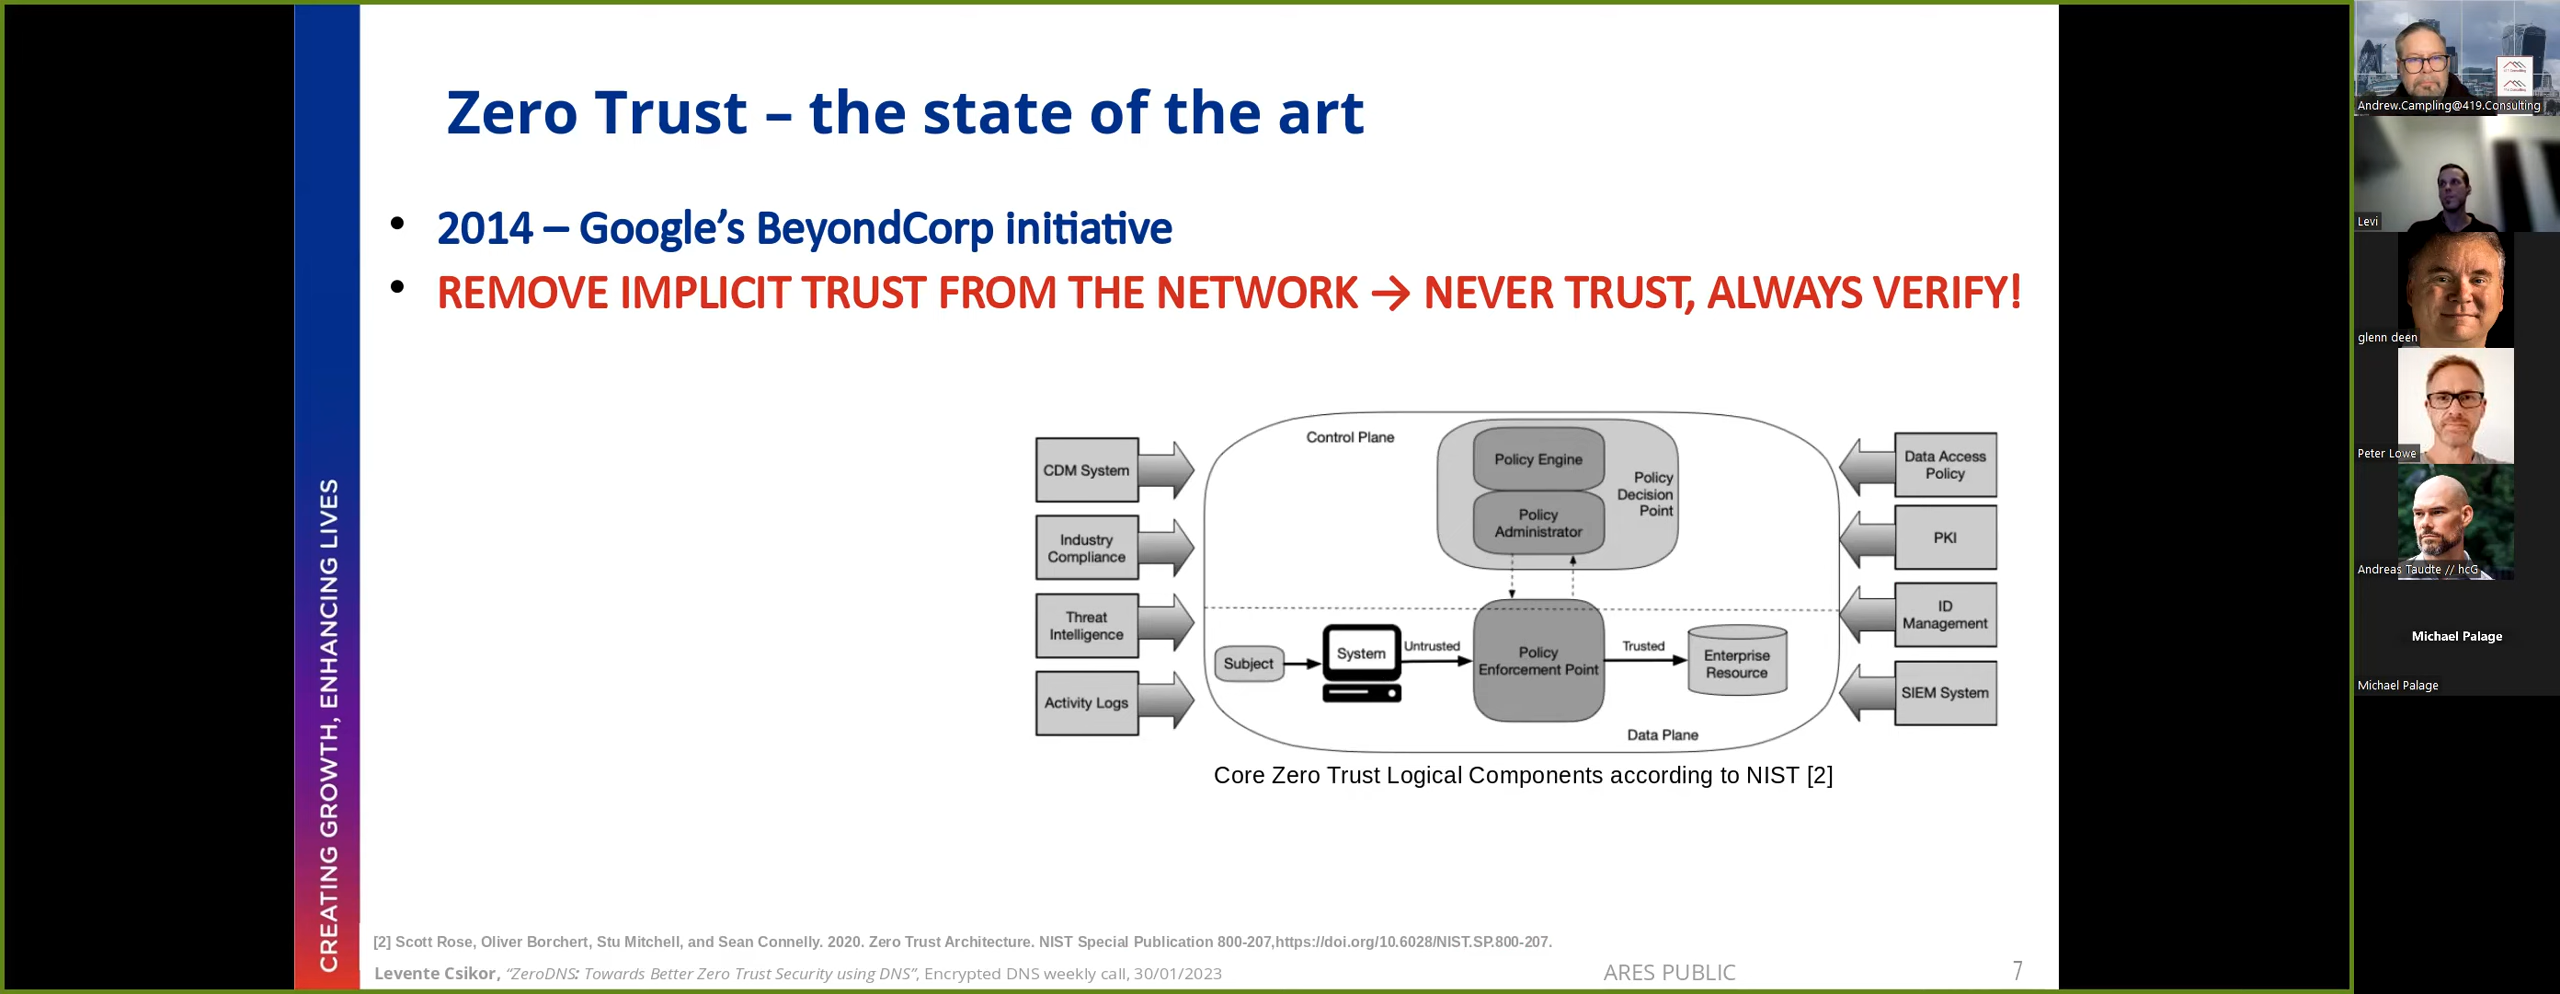 Zero Trust – the state of the art
• 2014 – Google’s BeyondCorp initiative
• REMOVE IMPLICIT TRUST FROM THE NETWORK → NEVER TRUST, ALWAYS VERIFY!
CREATING GROWTH, ENHANCING LIVES
CDM System
Industry
Compliance
Threat
Intelligence
Activity Logs
Control Plane
Policy Engine
Policy
Administrator
Policy
Decision
Point
Subject
System
Untrusted
Policy
Enforcement Point
Trusted
Enterprise
Resource
Data Plane
Data Access
Policy
PKI
ID
Management
SIEM System
Core Zero Trust Logical Components according to NIST [2]
[2] Scott Rose, Oliver Borchert, Stu Mitchell, and Sean Connelly. 2020. Zero Trust Architecture. NIST Special Publication 800-207,https://doi.org/10.6028/NIST.SP.800-207.
Levente Csikor, “ZeroDNS: Towards Better Zero Trust Security using DNS”, Encrypted DNS weekly call, 30/01/2023
ARES PUBLIC
7
Andrew.Campling@419.Consulting
Levi
glenn deen
Peter Lowe
Andreas Taudte // hcG
Michael Palage
Michael Palage